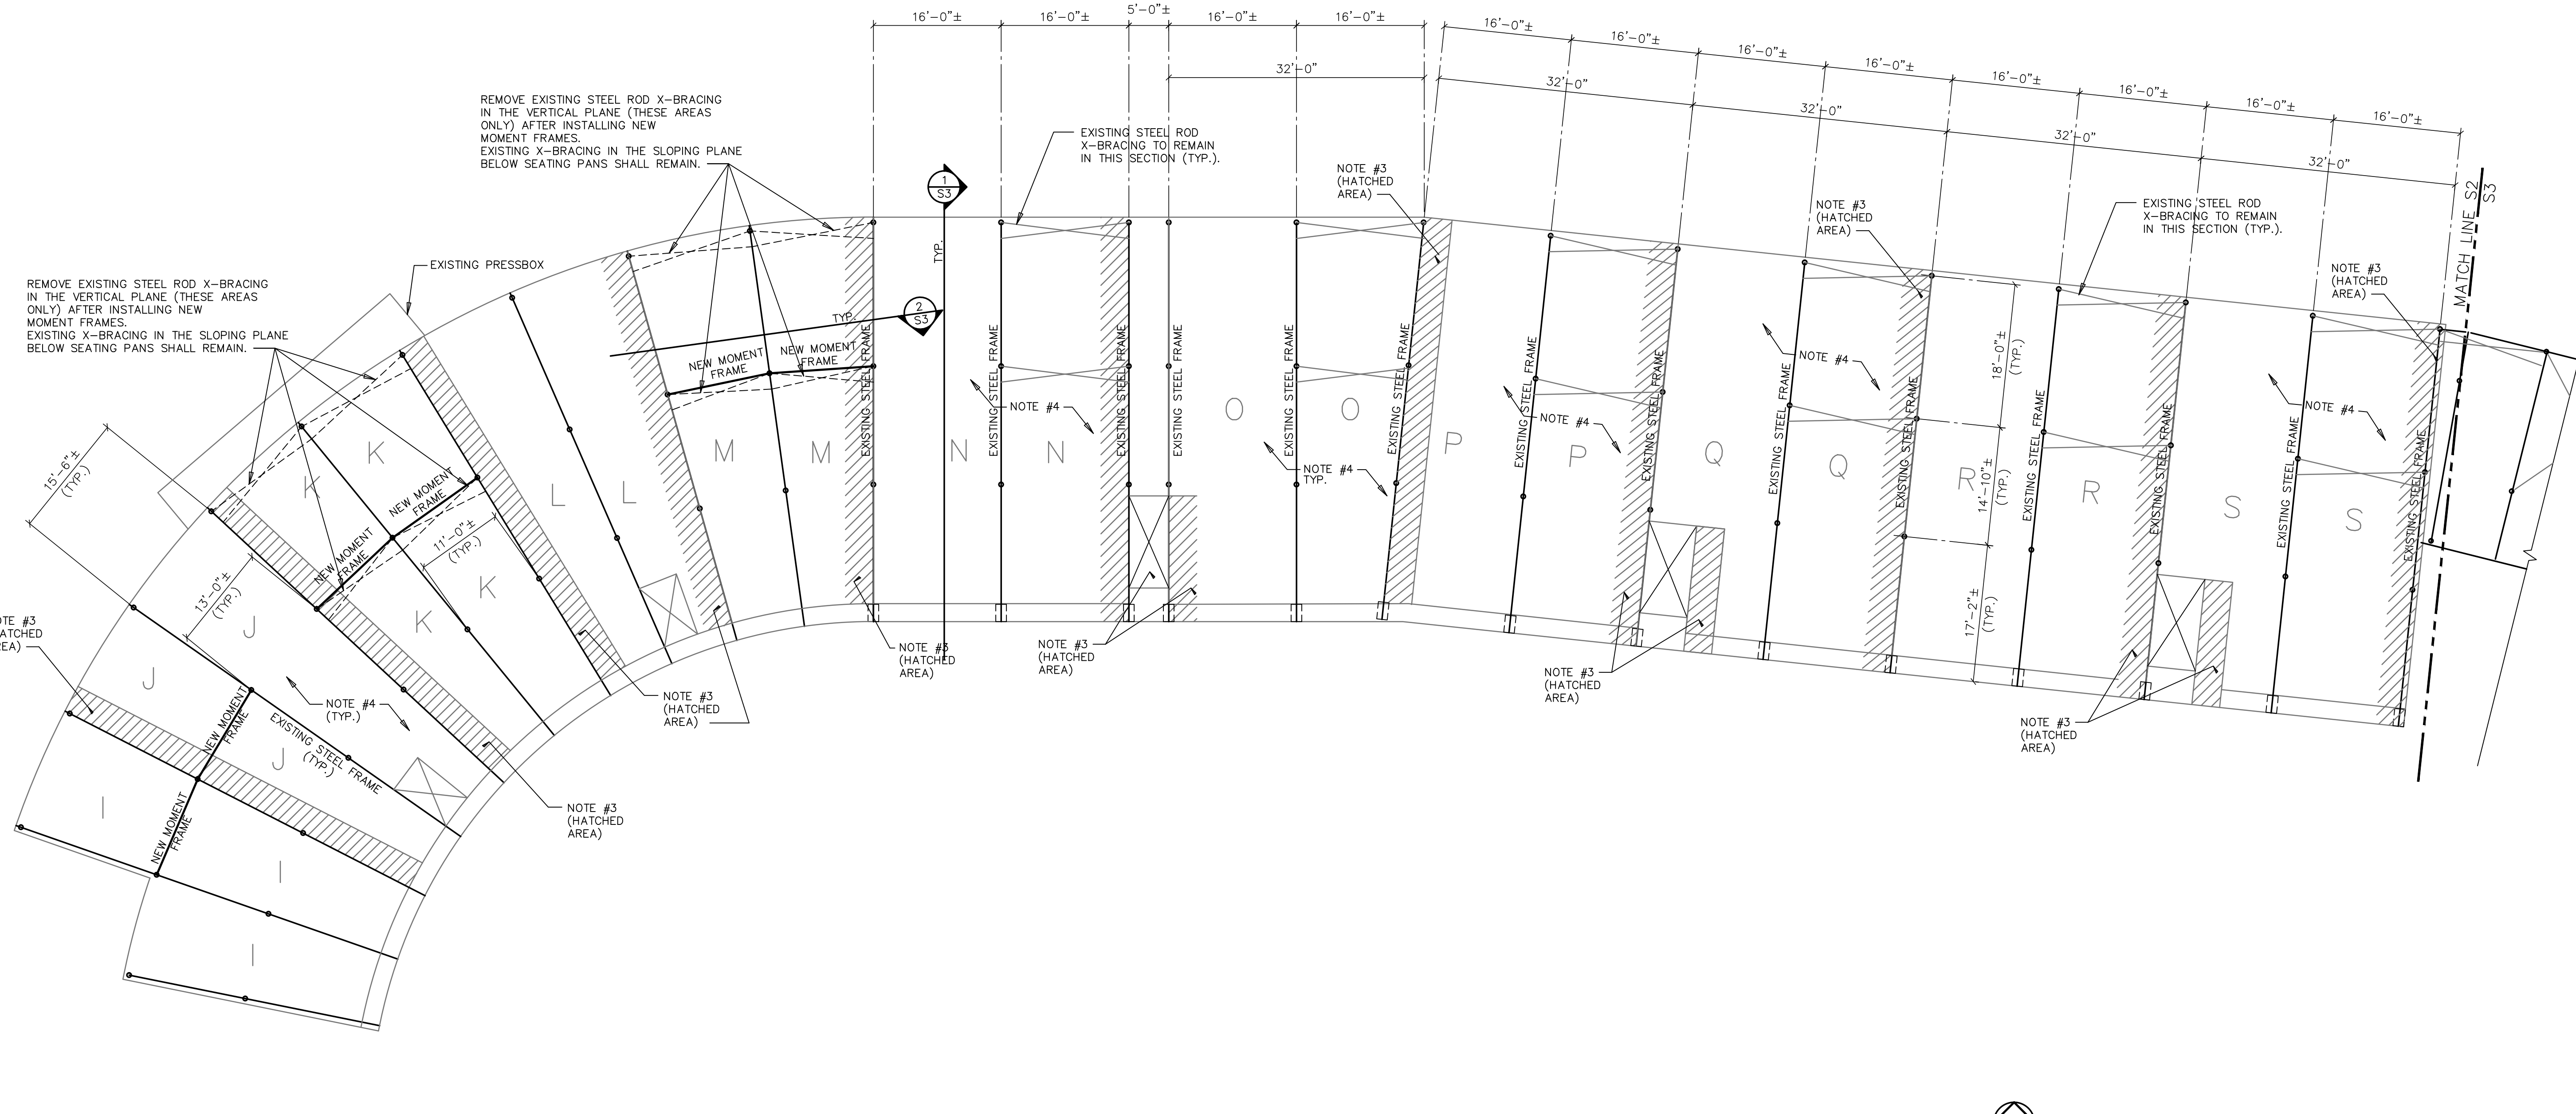 16'-0"±
16'-0"±
5'-0"±
16'-0"±
16'-0"±
32'-0"
16'-0"±
16'-0"±
16'-0"±
16'-0"±
16'-0"±
16'-0"±
16'-0"±
16'-0"±
32'-0"
32'-0"
32'-0"
32'-0"
REMOVE EXISTING STEEL ROD X-BRACING
IN THE VERTICAL PLANE (THESE AREAS
ONLY) AFTER INSTALLING NEW
MOMENT FRAMES.
EXISTING X-BRACING IN THE SLOPING PLANE
BELOW SEATING PANS SHALL REMAIN.
EXISTING STEEL ROD
X-BRACING TO REMAIN
IN THIS SECTION (TYP.).
NOTE #3
(HATCHED
AREA)
NOTE #3
(HATCHED
AREA)
EXISTING STEEL ROD
X-BRACING TO REMAIN
IN THIS SECTION (TYP.).
NOTE #3
(HATCHED
AREA)
MATCH LINE S2
S3
1
S3
TYP.
2
S3
TYP.
EXISTING PRESSBOX
REMOVE EXISTING STEEL ROD X-BRACING
IN THE VERTICAL PLANE (THESE AREAS
ONLY) AFTER INSTALLING NEW
MOMENT FRAMES.
EXISTING X-BRACING IN THE SLOPING PLANE
BELOW SEATING PANS SHALL REMAIN.
NEW MOMENT
FRAME
NEW MOMENT
FRAME
EXISTING STEEL FRAME
EXISTING STEEL FRAME
EXISTING STEEL FRAME
EXISTING STEEL FRAME
EXISTING STEEL FRAME
EXISTING STEEL FRAME
EXISTING STEEL FRAME
EXISTING STEEL FRAME
EXISTING STEEL FRAME
EXISTING STEEL FRAME
EXISTING STEEL FRAME
EXISTING STEEL FRAME
EXISTING STEEL FRAME
EXISTING STEEL FRAME
NOTE #4
NOTE #4
TYP.
NOTE #4
NOTE #4
NOTE #4
18'-0"±
(TYP.)
14'-10"±
(TYP.)
17'-2"±
(TYP.)
K
K
K
K
L
L
M
M
N
N
O
O
P
P
Q
Q
R
R
S
S
15'-6"±
(TYP.)
13'-0"±
(TYP.)
11'-0"±
(TYP.)
NEW MOMENT
FRAME
NEW MOMENT
FRAME
J
J
J
I
I
I
NOTE #4
(TYP.)
EXISTING STEEL FRAME
(TYP.)
NEW MOMENT
FRAME
NEW MOMENT
FRAME
OTE #3
ATCHED
EA)
NOTE #3
(HATCHED
AREA)
NOTE #3
(HATCHED
AREA)
NOTE #3
(HATCHED
AREA)
NOTE #3
(HATCHED
AREA)
NOTE #3
(HATCHED
AREA)
NOTE #3
(HATCHED
AREA)